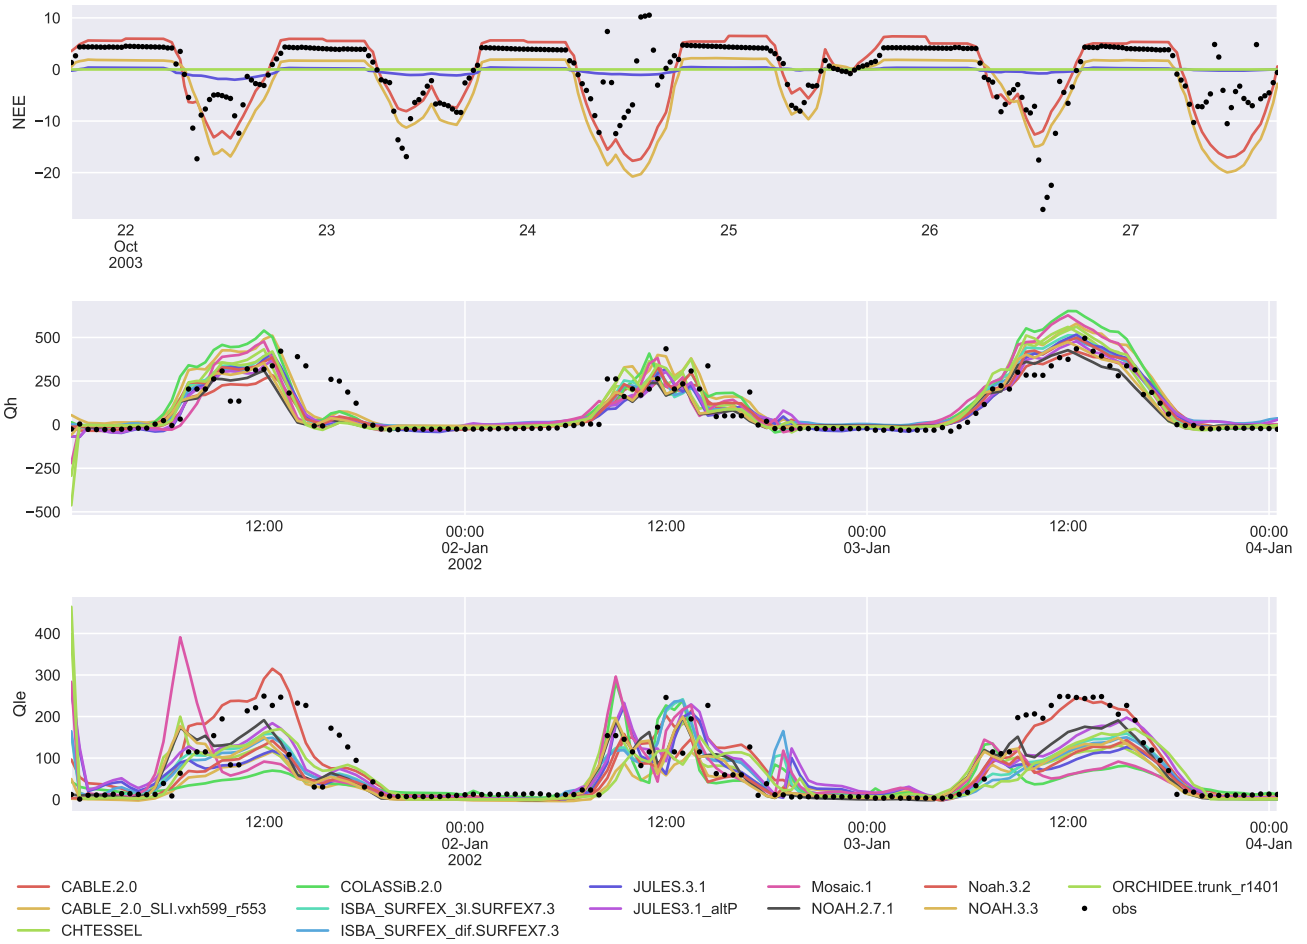 10
0
−10
−20
NEE
22 23 24 25 26 27
Oct
2003
500
250
0
−250
−500
Qh
12:00 00:00 12:00 00:00 12:00 00:00
02-Jan 03-Jan 04-Jan
2002
400
300
200
100
0
Qle
12:00 00:00 12:00 00:00 12:00 00:00
02-Jan 03-Jan 04-Jan
2002
CABLE.2.0 COLASSiB.2.0 JULES.3.1 Mosaic.1 Noah.3.2 ORCHIDEE.trunk_r1401
CABLE_2.0_SLI.vxh599_r553 ISBA_SURFEX_3l.SURFEX7.3 JULES3.1_altP NOAH.2.7.1 NOAH.3.3 obs
CHTESSEL ISBA_SURFEX_dif.SURFEX7.3